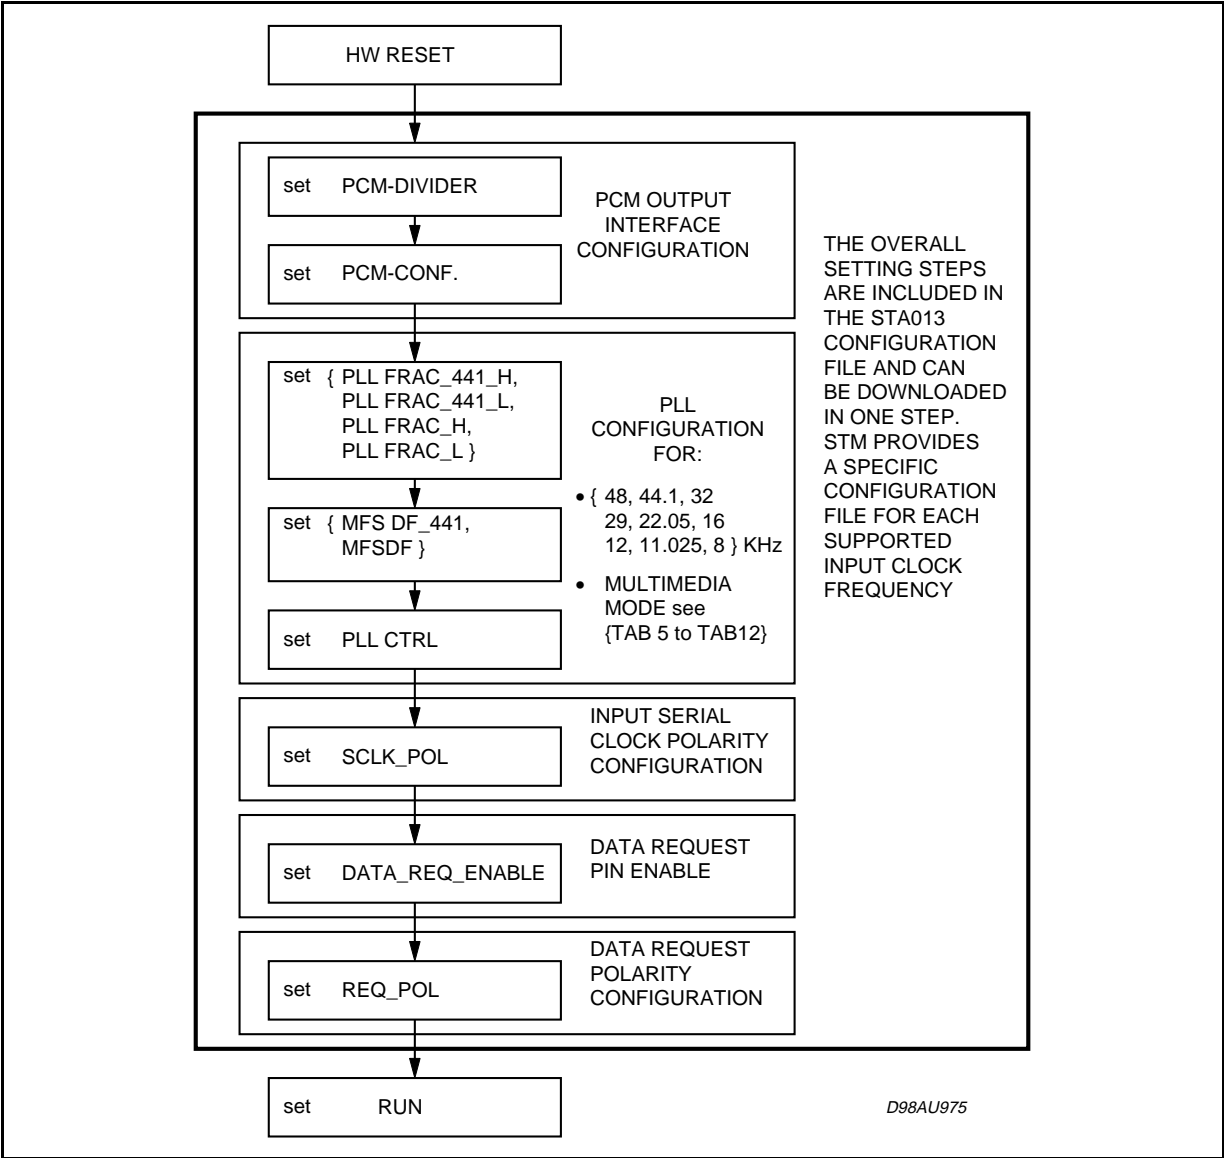 HW RESET
set PCM-DIVIDER
set PCM-CONF.
PCM OUTPUT
INTERFACE
CONFIGURATION
set { PLL FRAC_441_H,
PLL FRAC_441_L,
PLL FRAC_H,
PLL FRAC_L }
set { MFS DF_441,
MFSDF }
set PLL CTRL
PLL
CONFIGURATION
FOR:
• { 48, 44.1, 32
29, 22.05, 16
12, 11.025, 8 } KHz
• MULTIMEDIA
MODE see
{TAB 5 to TAB12}
set SCLK_POL
INPUT SERIAL
CLOCK POLARITY
CONFIGURATION
set DATA_REQ_ENABLE
DATA REQUEST
PIN ENABLE
set REQ_POL
DATA REQUEST
POLARITY
CONFIGURATION
THE OVERALL
SETTING STEPS
ARE INCLUDED IN
THE STA013
CONFIGURATION
FILE AND CAN
BE DOWNLOADED
IN ONE STEP.
STM PROVIDES
A SPECIFIC
CONFIGURATION
FILE FOR EACH
SUPPORTED
INPUT CLOCK
FREQUENCY
set RUN
D98AU975